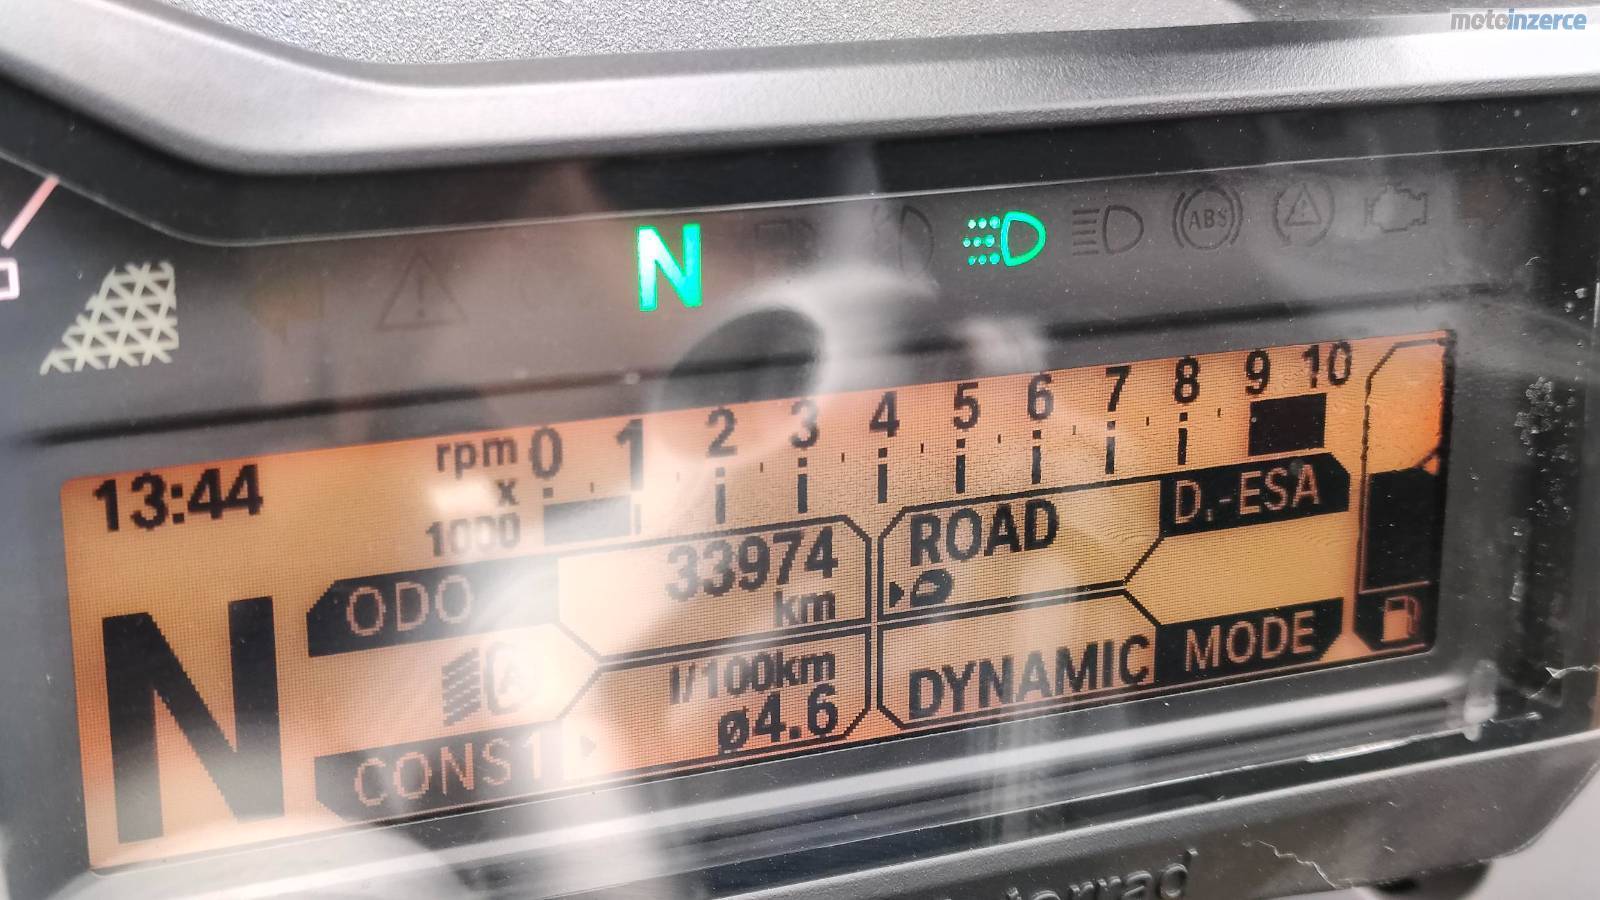 motoinzerce
N
ABS
13:44
rpm
x
1000
0 1 2 3 4 5 6 7 8 9 10
ODO
33974
km
ROAD
D.-ESA
N
A
CONS1
l/100km
ø4.6
DYNAMIC
MODE